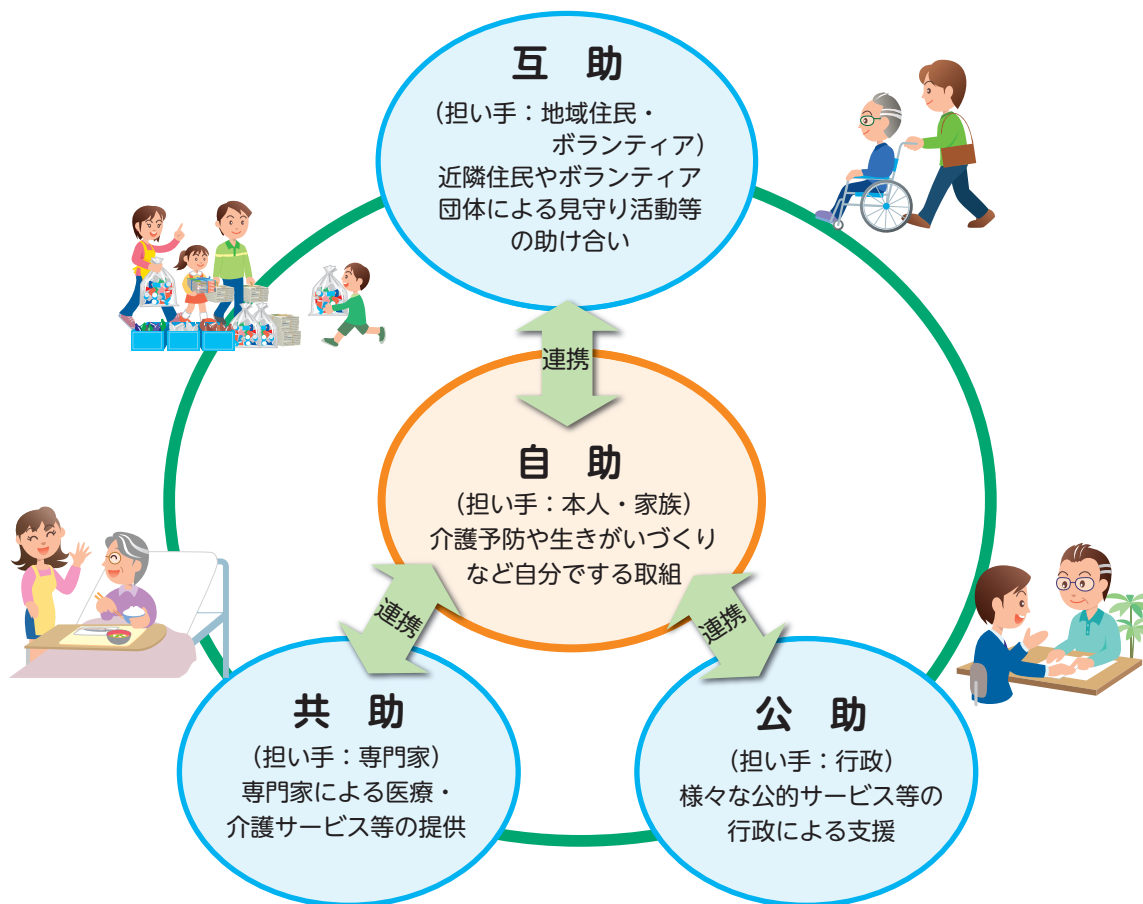 互　助
（担い手：地域住民・
ボランティア）
近隣住民やボランティア
団体による見守り活動等
の助け合い
連携
自　助
（担い手：本人・家族）
介護予防や生きがいづくり
など自分でする取組
連携
連携
共　助
（担い手：専門家）
専門家による医療・
介護サービス等の提供
公　助
（担い手：行政）
様々な公的サービス等の
行政による支援